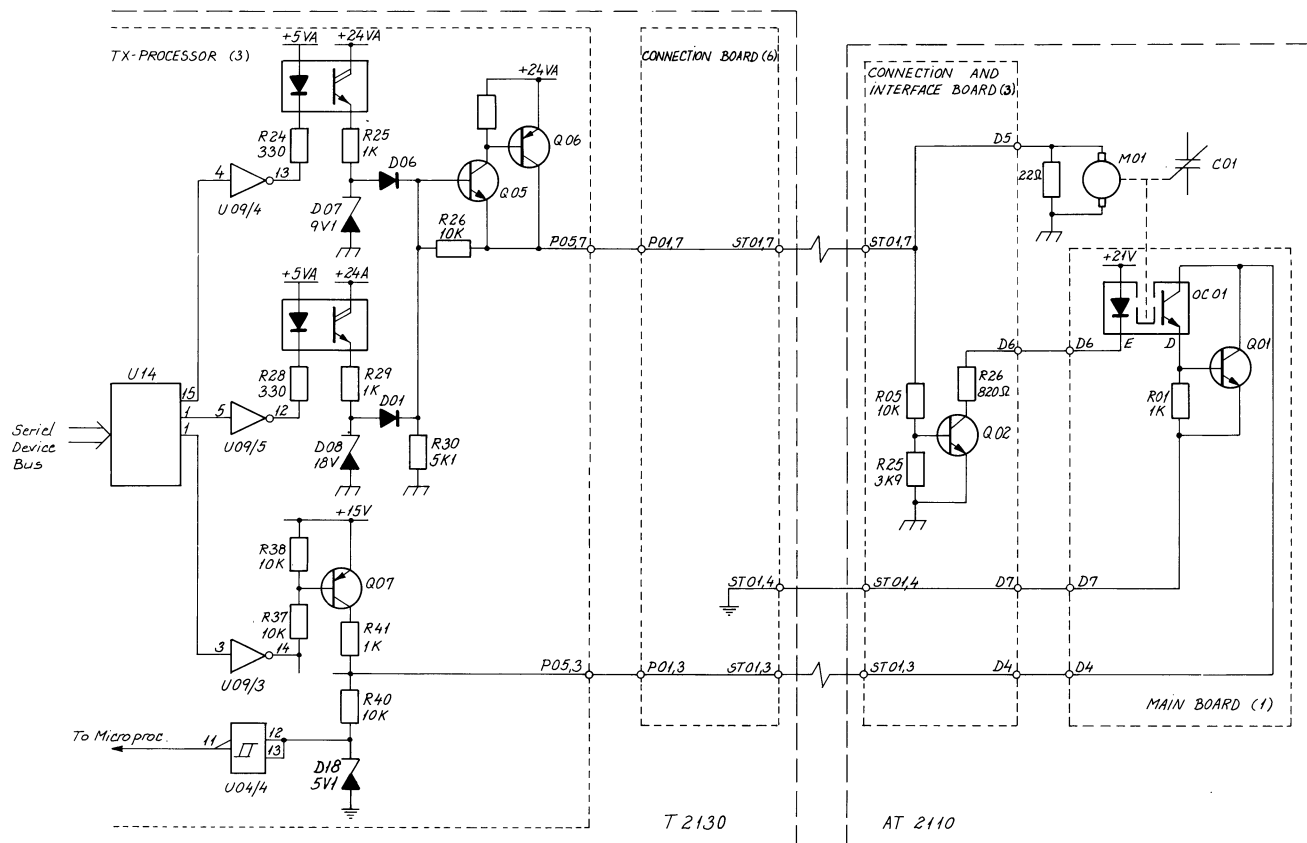 TX-PROCESSOR (3)
+5VA
+24VA
R24
330
R25
1K
D06
+24VA
Q06
Q05
4
13
U09/4
D07
9V1
R26
10K
P05,7
+5VA
+24A
R28
330
R29
1K
D01
U14
15
1
1
5
12
U09/5
Seriel
Device
Bus
D08
18V
R30
5K1
+15V
R38
10K
Q07
R37
10K
R41
1K
3
14
U09/3
P05,3
R40
10K
To Microproc.
11
12
13
U04/4
D18
5V1
CONNECTION BOARD (6)
P01,7
ST01,7
ST01,4
P01,3
ST01,3
T 2130
CONNECTION AND
INTERFACE BOARD (3)
D5
22Ω
M01
C01
ST01,7
D6
R26
820Ω
R05
10K
Q02
R25
3K9
ST01,4
D7
ST01,3
D4
+21V
OC01
D6
E
D
Q01
R01
1K
D7
D4
MAIN BOARD (1)
AT 2110